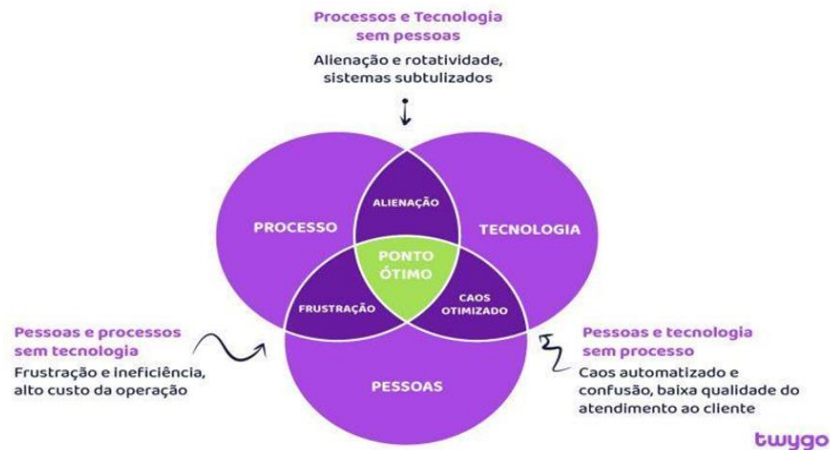 Processos e Tecnologia
sem pessoas
Alienação e rotatividade,
sistemas subtulizados
ALIENAÇÃO
PROCESSO
TECNOLOGIA
PONTO
ÓTIMO
FRUSTRAÇÃO
CAOS
OTIMIZADO
Pessoas e processos
sem tecnologia
Frustração e ineficiência,
alto custo da operação
Pessoas e tecnologia
sem processo
Caos automatizado e
confusão, baixa qualidade do
atendimento ao cliente
PESSOAS
twygo